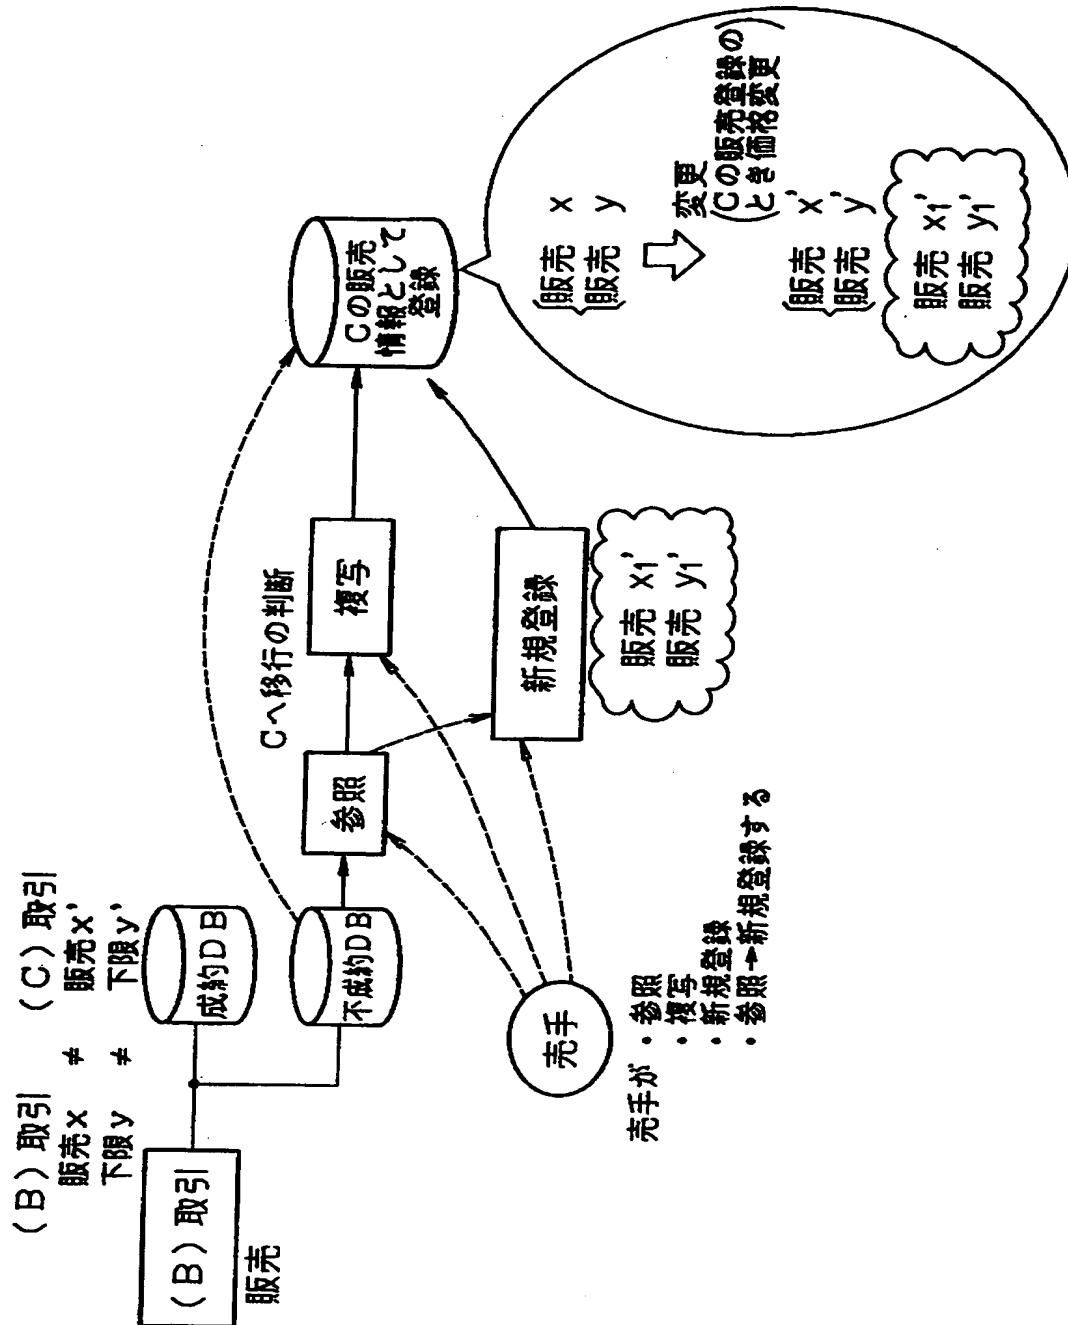 (B)取引　(C)取引
販売x ≠ 販売x'
下限y ≠ 下限y'
(B)取引
販売
成約DB
不成約DB
参照
Cへ移行の判断
複写
新規登録
販売 x1'
販売 y1'
Cの販売
情報として
登録
売手
売手が・参照
・複写
・新規登録
・参照→新規登録する
販売 x
販売 y
変更
(Cの販売登録の
とき価格変更)
販売 x'
販売 y'
販売 x1'
販売 y1'